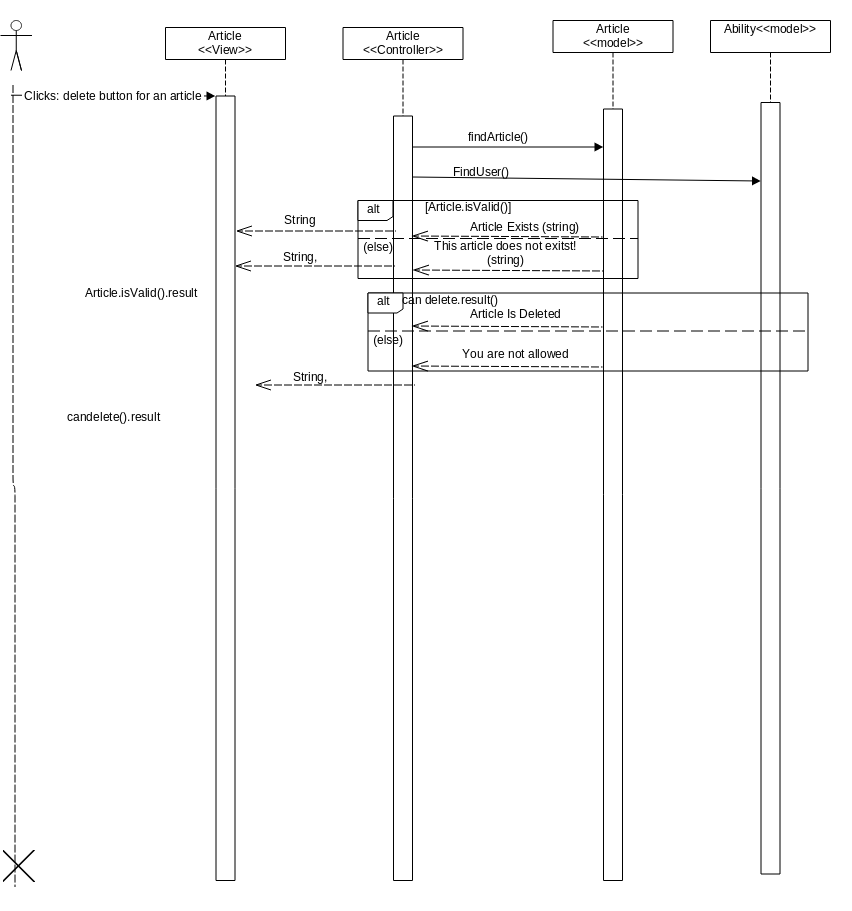 Article
<<View>>
Article
<<Controller>>
Article
<<model>>
Ability<<model>>
Clicks: delete button for an article
findArticle()
FindUser()
alt
[Article.isValid()]
String
Article Exists (string)
(else)
This article does not exitst!
(string)
String,
Article.isValid().result
alt
can delete.result()
Article Is Deleted
(else)
You are not allowed
String,
candelete().result